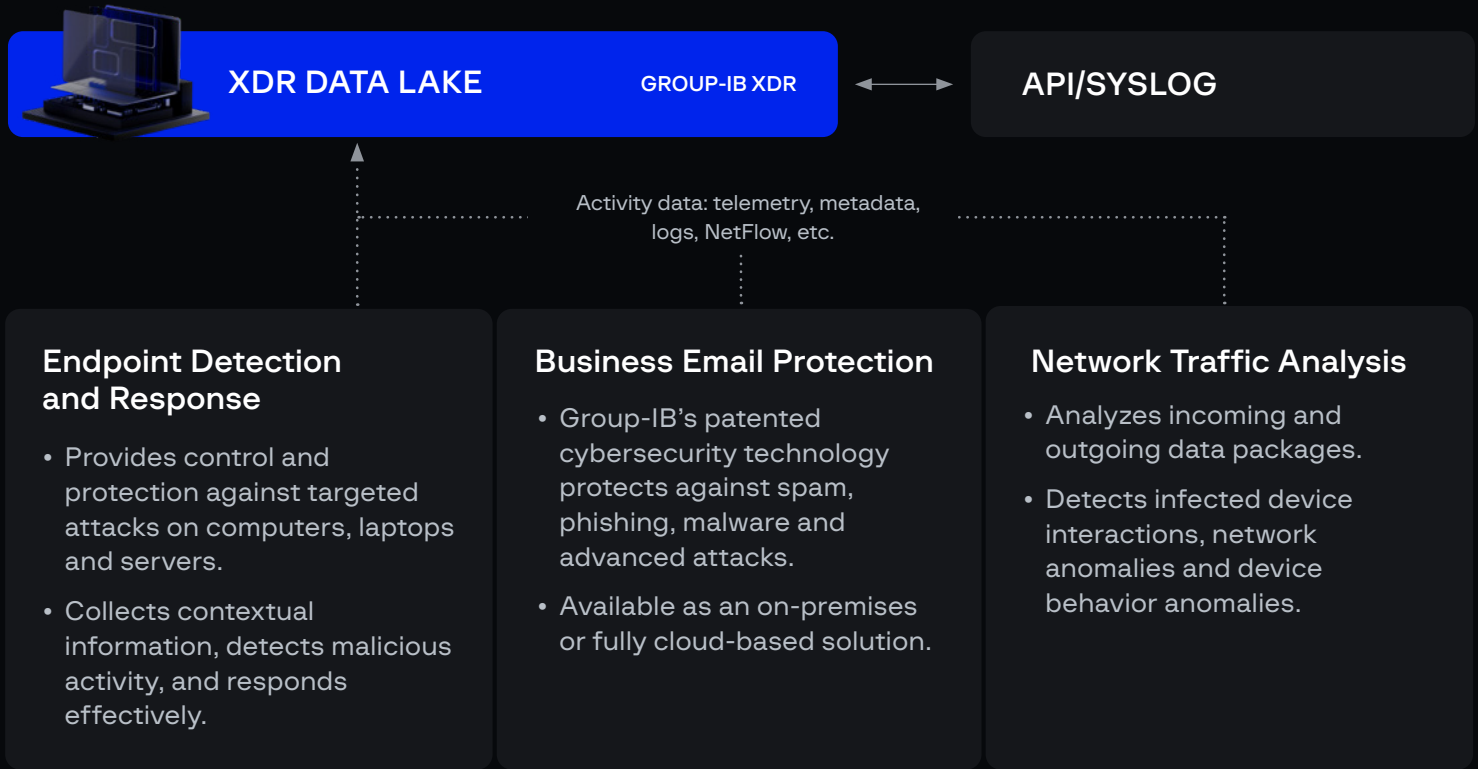 XDR DATA LAKE
GROUP-IB XDR
API/SYSLOG
Activity data: telemetry, metadata,
logs, NetFlow, etc.
Endpoint Detection
and Response
• Provides control and
protection against targeted
attacks on computers, laptops
and servers.
• Collects contextual
information, detects malicious
activity, and responds
effectively.
Business Email Protection
• Group-IB’s patented
cybersecurity technology
protects against spam,
phishing, malware and
advanced attacks.
• Available as an on-premises
or fully cloud-based solution.
Network Traffic Analysis
• Analyzes incoming and
outgoing data packages.
• Detects infected device
interactions, network
anomalies and device
behavior anomalies.